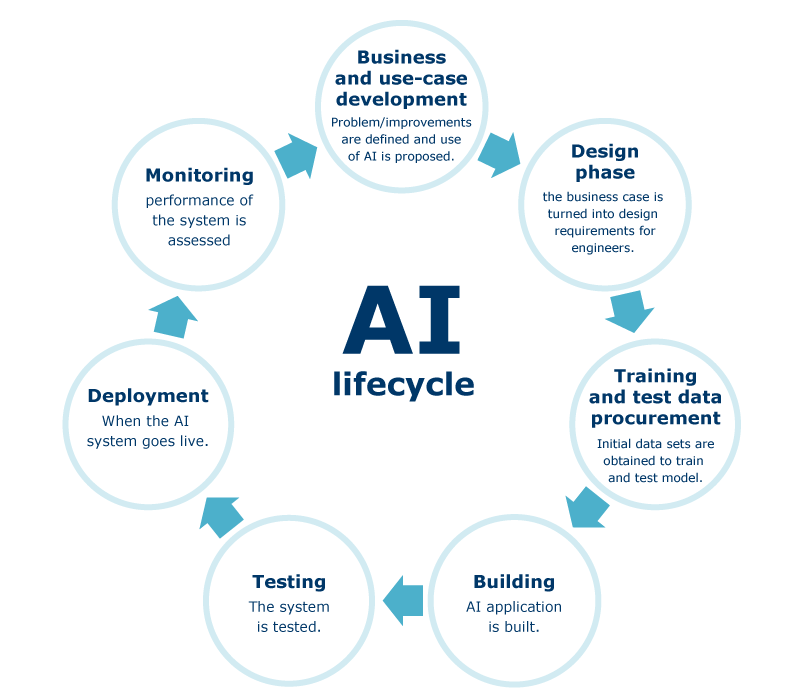 Business
and use-case
development
Problem/improvements
are defined and use
of AI is proposed.
Design
phase
the business case is
turned into design
requirements for
engineers.
Training
and test data
procurement
Initial data sets are
obtained to train
and test model.
Building
AI application
is built.
Testing
The system
is tested.
Deployment
When the AI
system goes live.
Monitoring
performance of
the system is
assessed
AI
lifecycle